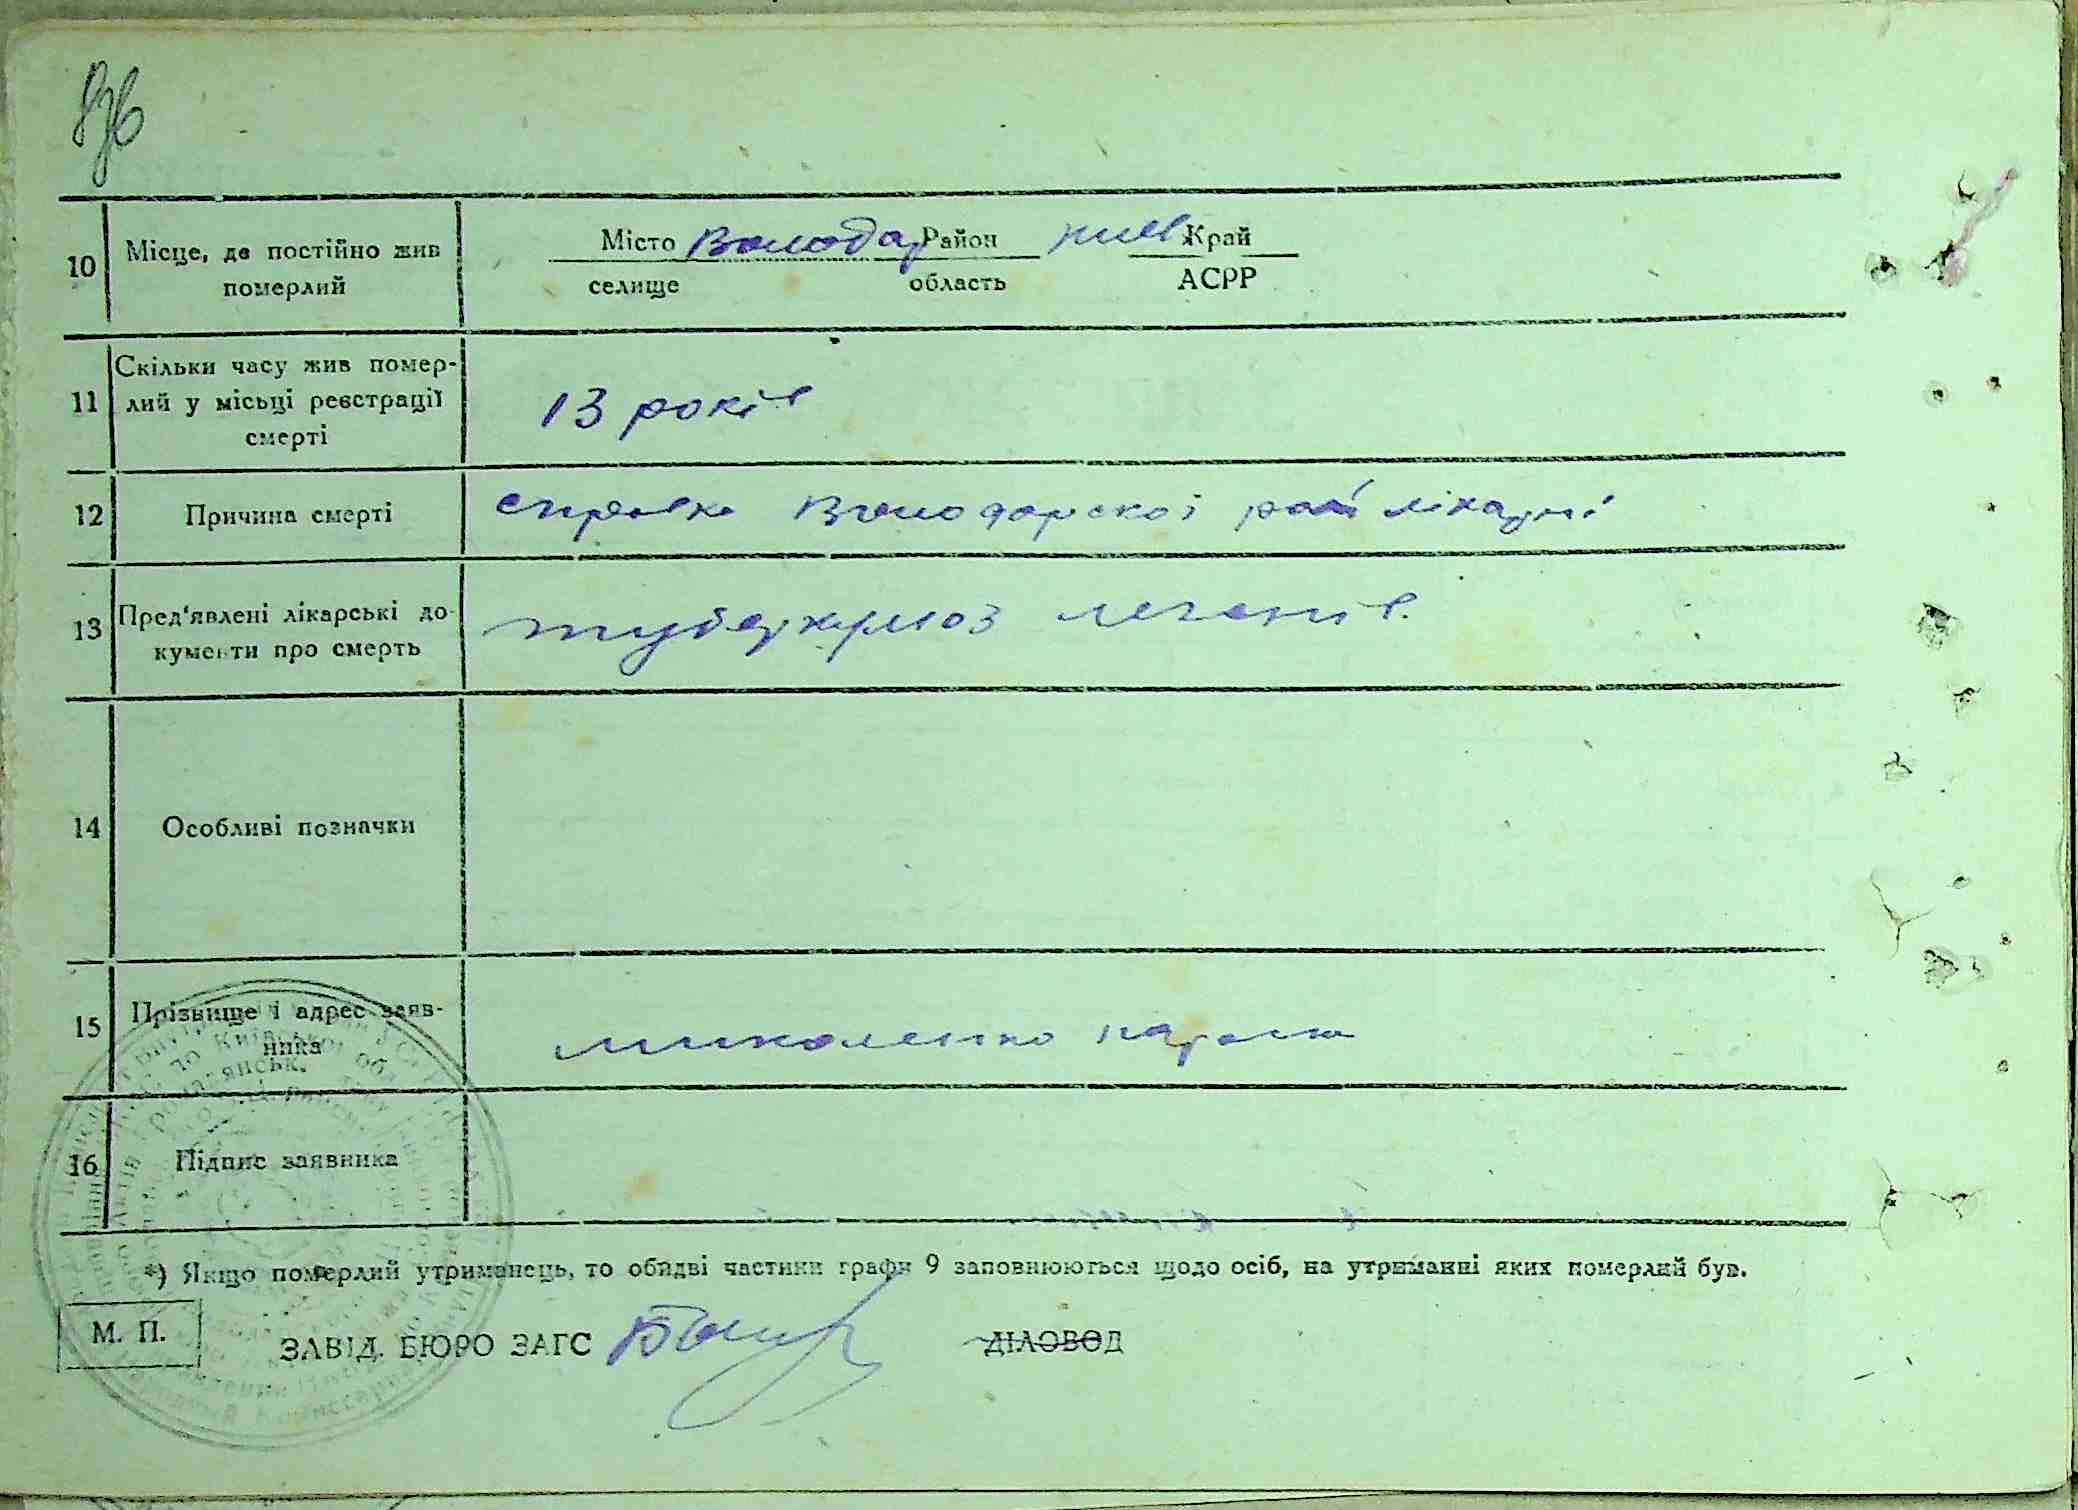 10 Місце, де постійно жив померлий
Місто Володар Район Київ Край
селище область АСРР
11 Скільки часу жив помер-
лий у місьці реєстрації
смерті
13 років
12 Причина смерті справка Володарскої рай лікарні
13 Пред'явлені лікарські до-
кументи про смерть
туберкульоз легенів.
14 Особливі позначки
15 Прізвище і адрес заяв-
ника
Миколенко Параска
16 Підпис заявника
*) Якщо померлий утриманець, то обидві частини графи 9 заповнюються щодо осіб, на утриманні яких померлий був.
М. П.
ЗАВІД. БЮРО ЗАГС ДІЛОВОД